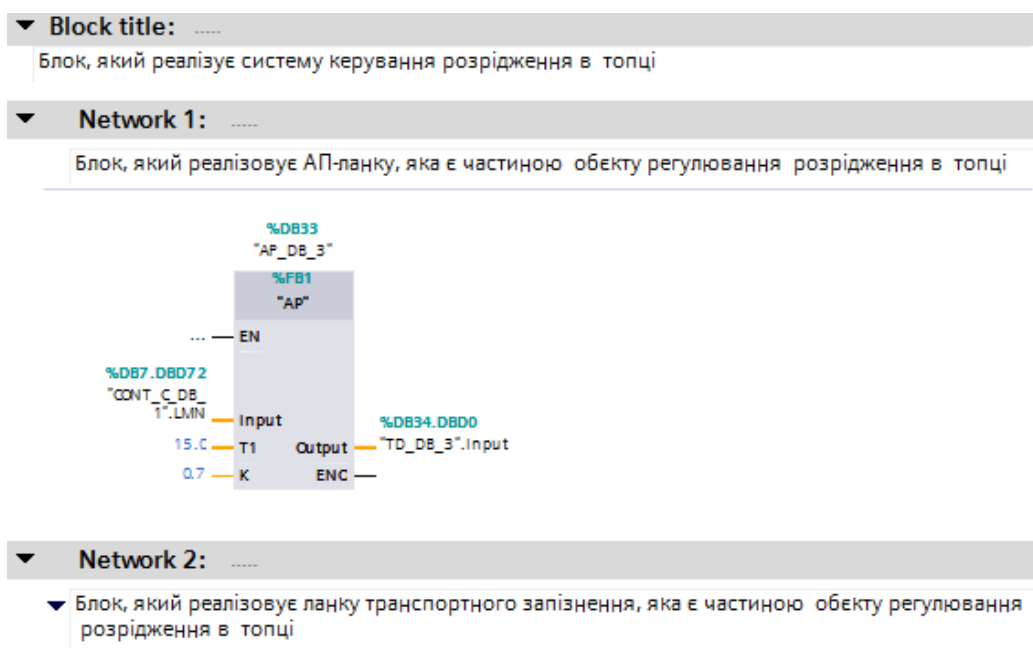 Block title: .....
Блок, який реалізує систему керування розрідження в топці
Network 1: .....
Блок, який реалізовує АП-ланку, яка є частиною обєкту регулювання розрідження в топці
%DB33
"AP_DB_3"
%FB1
"AP"
... EN
%DB7.DBD72
"CONT_C_DB_
1".LMN Input
%DB34.DBD0
15.0 T1 Output "TD_DB_3".Input
0.7 K ENO
Network 2: .....
Блок, який реалізовує ланку транспортного запізнення, яка є частиною обєкту регулювання
розрідження в топці